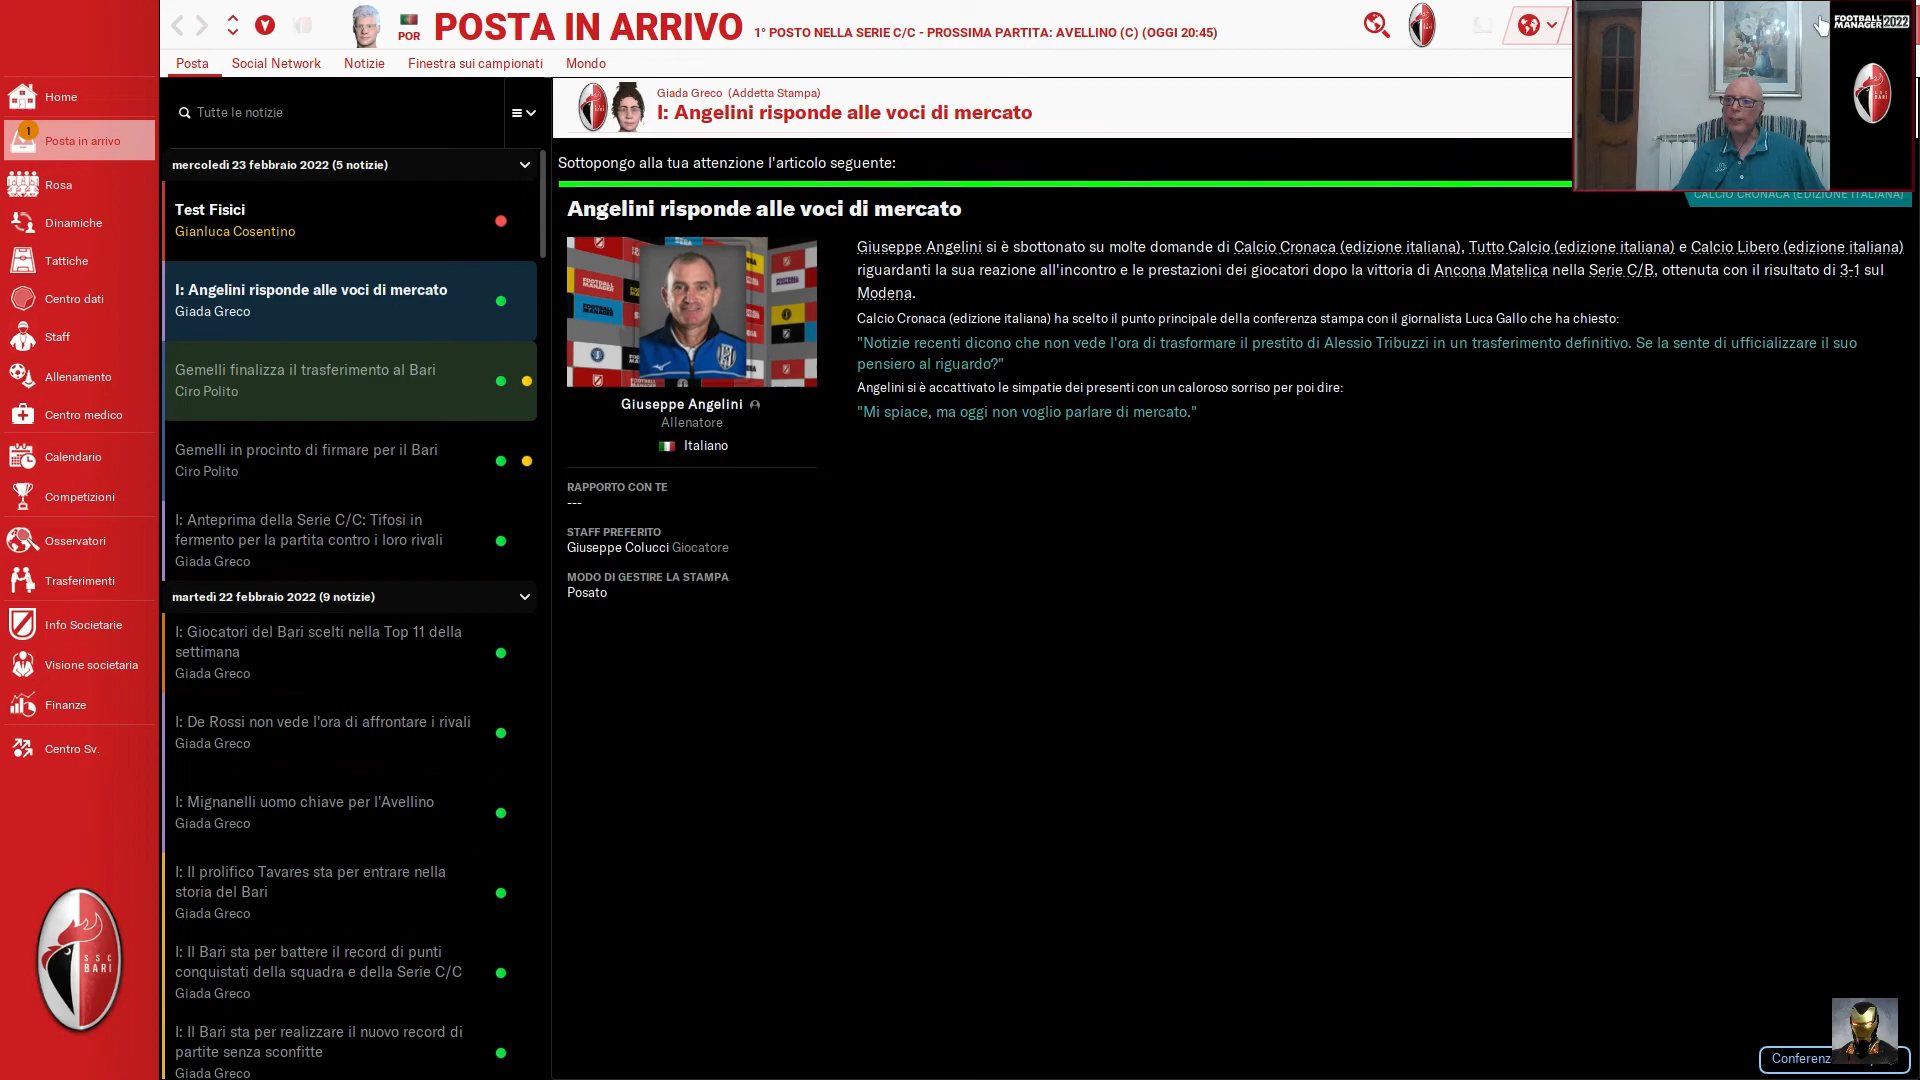 POR
POSTA IN ARRIVO
1° POSTO NELLA SERIE C/C - PROSSIMA PARTITA: AVELLINO (C) (OGGI 20:45)
FOOTBALL
MANAGER 2022
Posta
Social Network
Notizie
Finestra sui campionati
Mondo
Home
1
Posta in arrivo
Rosa
Dinamiche
Tattiche
Centro dati
Staff
Allenamento
Centro medico
Calendario
Competizioni
Osservatori
Trasferimenti
Info Societarie
Visione societaria
Finanze
Centro Sv.
SSC
BARI
Tutte le notizie
mercoledì 23 febbraio 2022 (5 notizie)
Test Fisici
Gianluca Cosentino
I: Angelini risponde alle voci di mercato
Giada Greco
Gemelli finalizza il trasferimento al Bari
Ciro Polito
Gemelli in procinto di firmare per il Bari
Ciro Polito
I: Anteprima della Serie C/C: Tifosi in
fermento per la partita contro i loro rivali
Giada Greco
martedì 22 febbraio 2022 (9 notizie)
I: Giocatori del Bari scelti nella Top 11 della
settimana
Giada Greco
I: De Rossi non vede l'ora di affrontare i rivali
Giada Greco
I: Mignanelli uomo chiave per l'Avellino
Giada Greco
I: Il prolifico Tavares sta per entrare nella
storia del Bari
Giada Greco
I: Il Bari sta per battere il record di punti
conquistati della squadra e della Serie C/C
Giada Greco
I: Il Bari sta per realizzare il nuovo record di
partite senza sconfitte
Giada Greco
Giada Greco (Addetta Stampa)
I: Angelini risponde alle voci di mercato
Sottopongo alla tua attenzione l'articolo seguente:
CALCIO CRONACA (EDIZIONE ITALIANA)
Angelini risponde alle voci di mercato
Giuseppe Angelini si è sbottonato su molte domande di Calcio Cronaca (edizione italiana), Tutto Calcio (edizione italiana) e Calcio Libero (edizione italiana)
riguardanti la sua reazione all'incontro e le prestazioni dei giocatori dopo la vittoria di Ancona Matelica nella Serie C/B, ottenuta con il risultato di 3-1 sul
Modena.
Calcio Cronaca (edizione italiana) ha scelto il punto principale della conferenza stampa con il giornalista Luca Gallo che ha chiesto:
"Notizie recenti dicono che non vede l'ora di trasformare il prestito di Alessio Tribuzzi in un trasferimento definitivo. Se la sente di ufficializzare il suo
pensiero al riguardo?"
Angelini si è accattivato le simpatie dei presenti con un caloroso sorriso per poi dire:
"Mi spiace, ma oggi non voglio parlare di mercato."
Giuseppe Angelini
Allenatore
Italiano
RAPPORTO CON TE
---
STAFF PREFERITO
Giuseppe Colucci Giocatore
MODO DI GESTIRE LA STAMPA
Posato